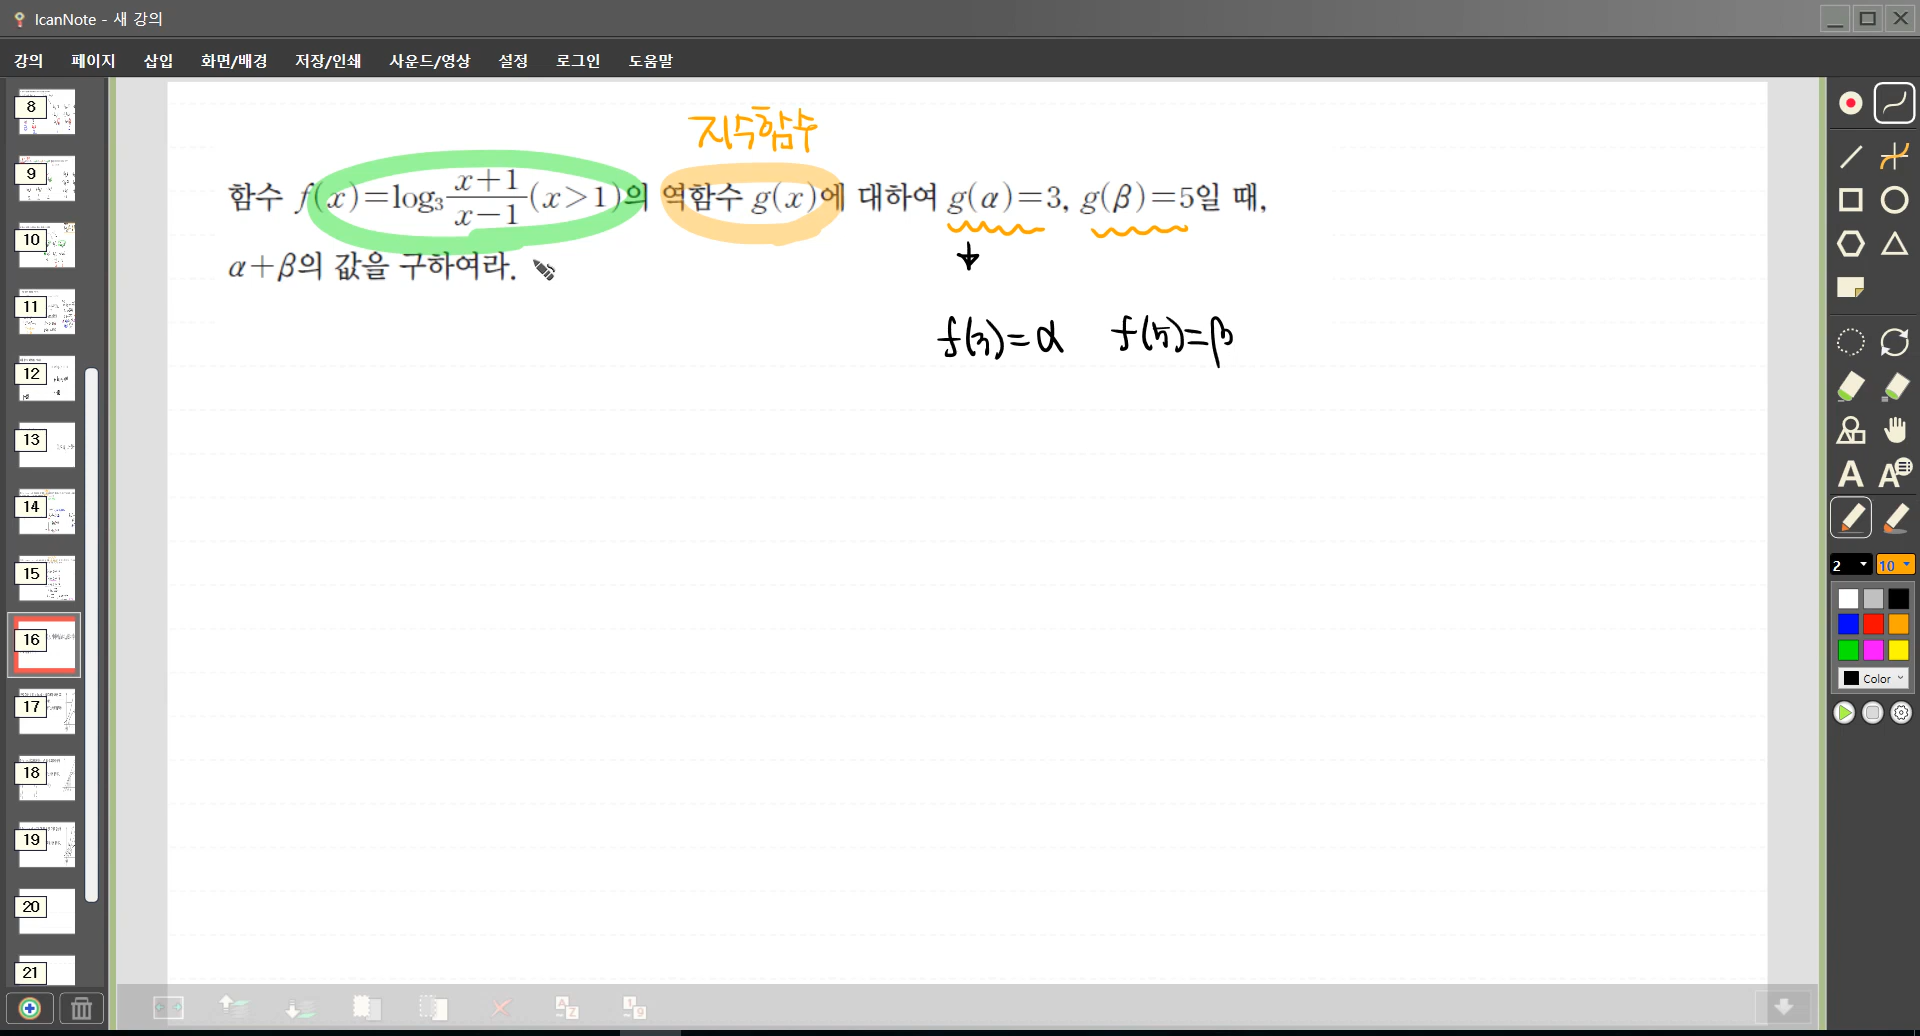 IcanNote - 새 강의
강의 페이지 삽입 화면/배경 저장/인쇄 사운드/영상 설정 로그인 도움말
8
9
10
11
12
13
14
15
16
17
18
19
20
21
지수함수
함수 f(x)=log₃ (x+1)/(x−1) (x>1)의 역함수 g(x)에 대하여 g(α)=3, g(β)=5일 때,
α+β의 값을 구하여라.
f(3)=α f(5)=β
2 10
Color